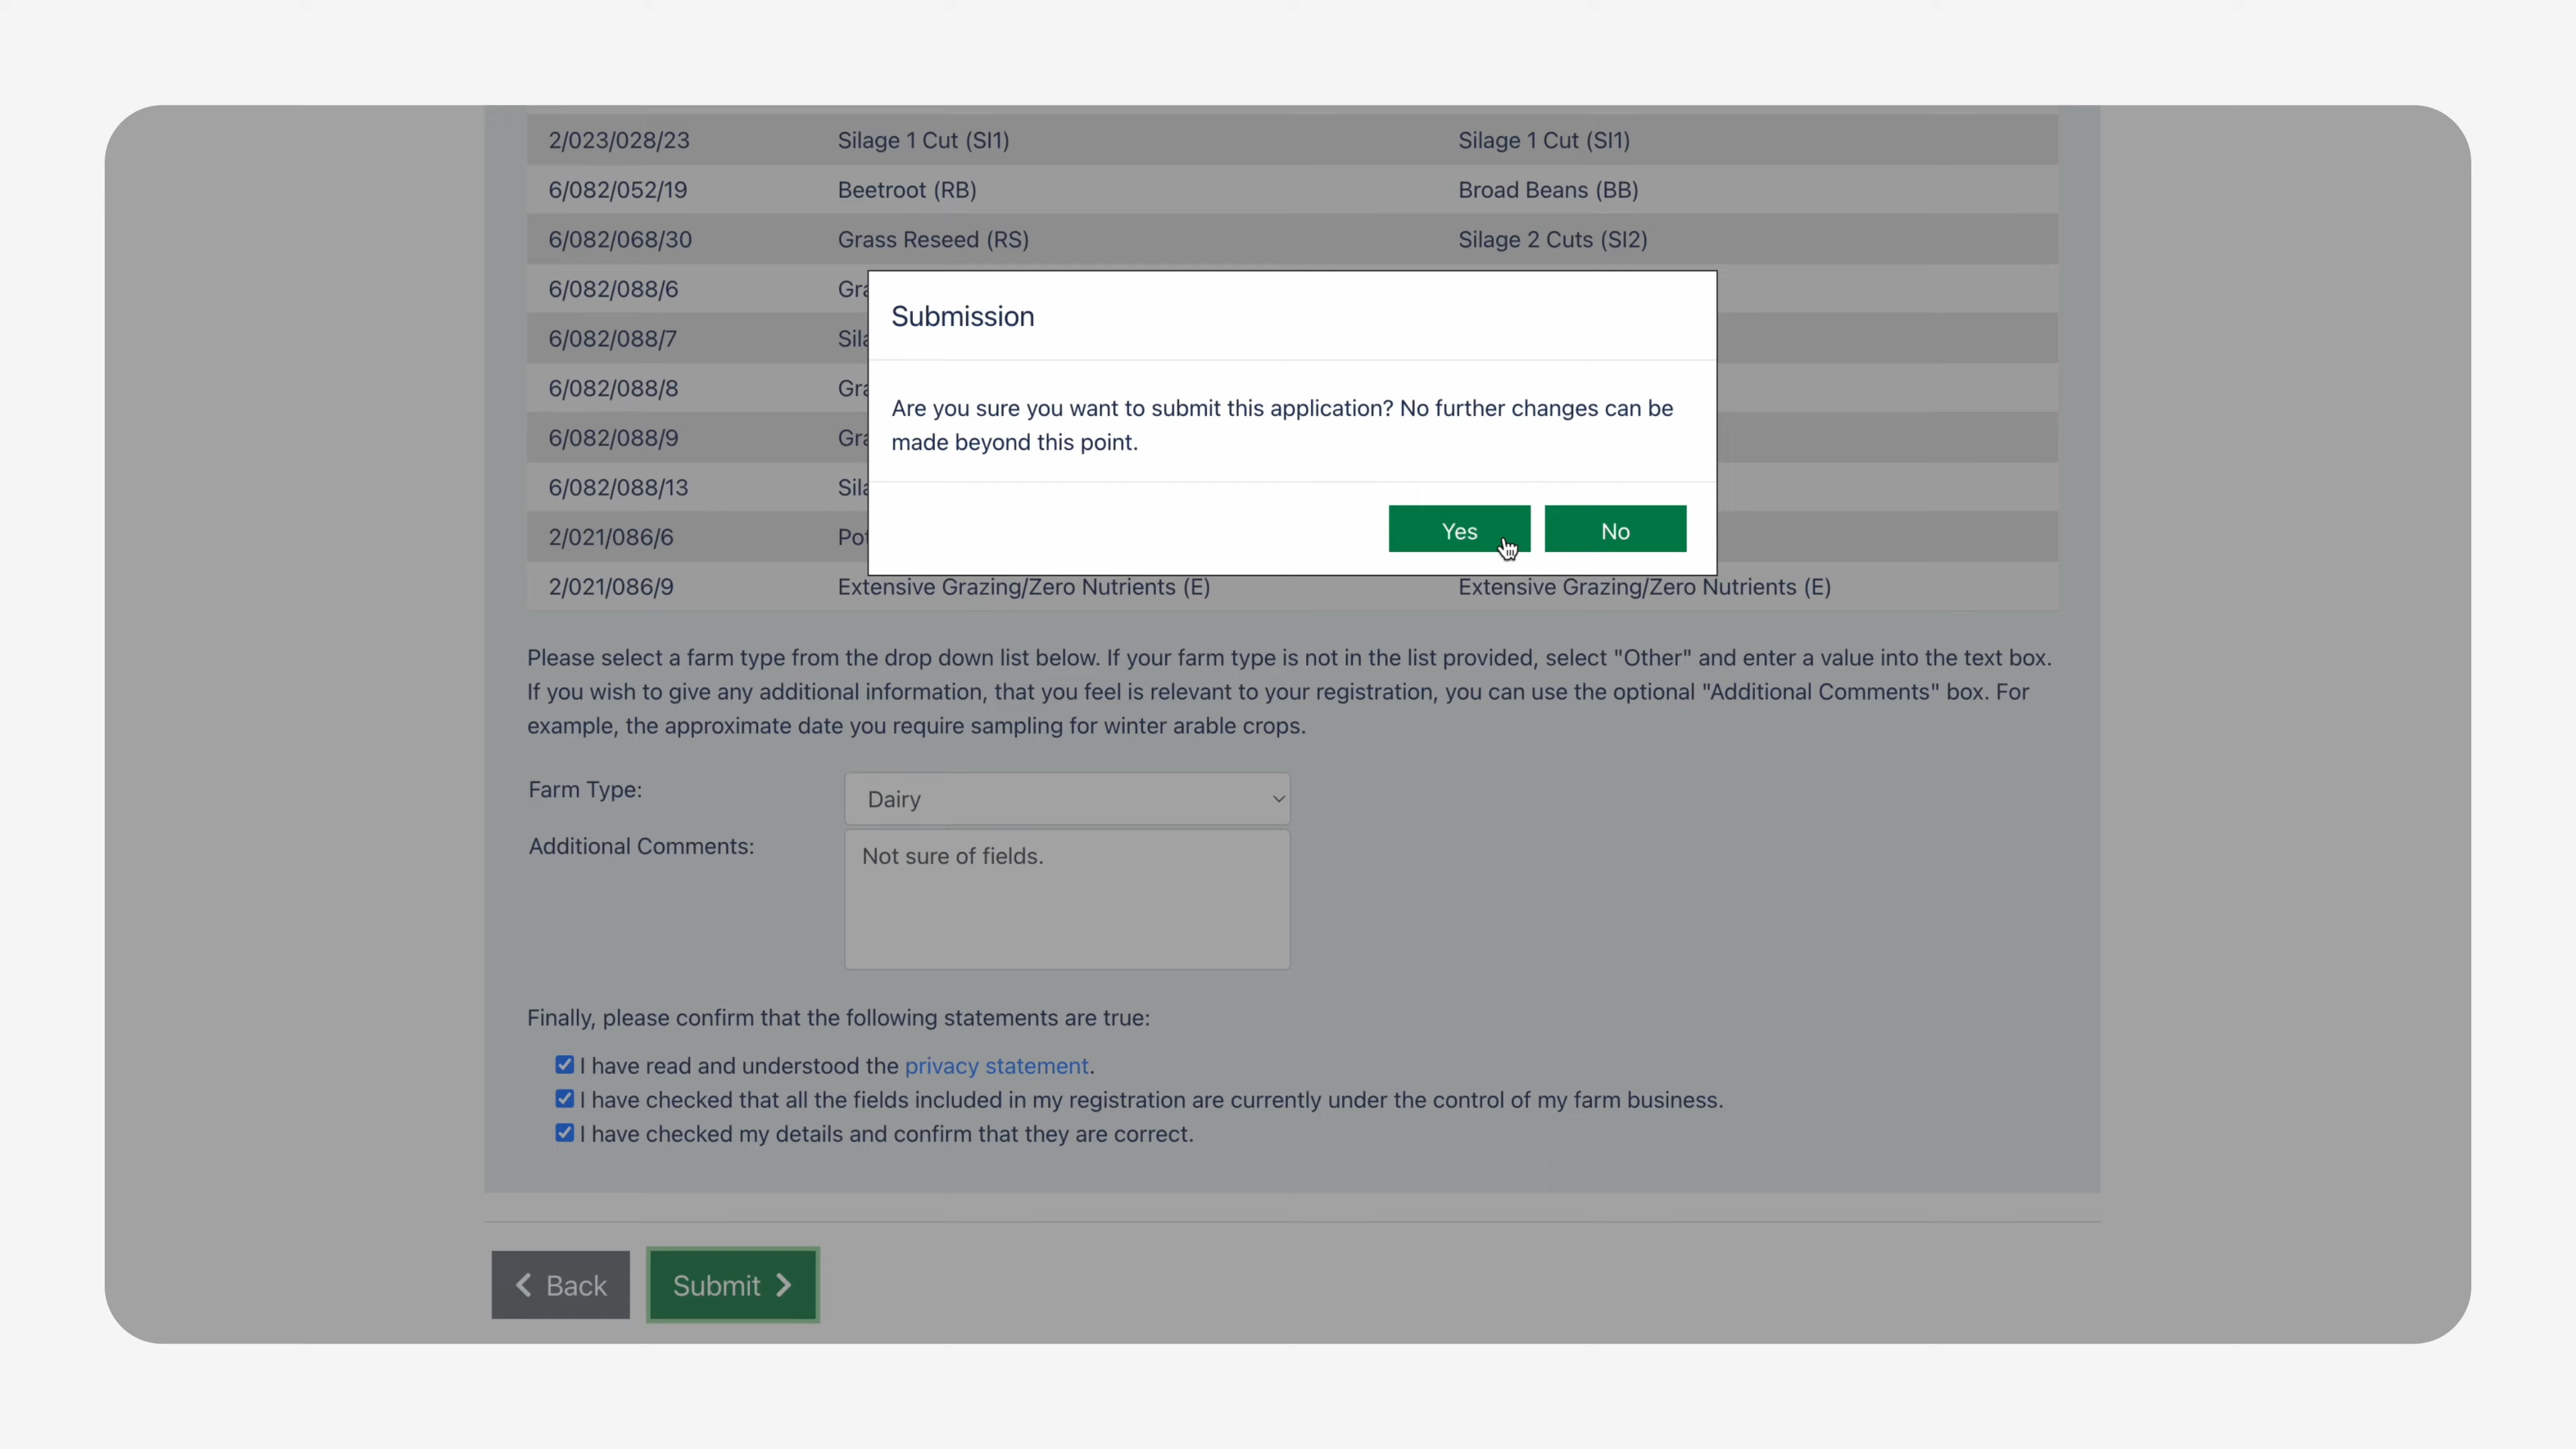 2/023/028/23 Silage 1 Cut (SI1) Silage 1 Cut (SI1)
6/082/052/19 Beetroot (RB) Broad Beans (BB)
6/082/068/30 Grass Reseed (RS) Silage 2 Cuts (SI2)
6/082/088/6
6/082/088/7
6/082/088/8
6/082/088/9
6/082/088/13
2/021/086/6
2/021/086/9 Extensive Grazing/Zero Nutrients (E) Extensive Grazing/Zero Nutrients (E)
Submission
Are you sure you want to submit this application? No further changes can be
made beyond this point.
Yes No
Please select a farm type from the drop down list below. If your farm type is not in the list provided, select "Other" and enter a value into the text box.
If you wish to give any additional information, that you feel is relevant to your registration, you can use the optional "Additional Comments" box. For
example, the approximate date you require sampling for winter arable crops.
Farm Type: Dairy
Additional Comments: Not sure of fields.
Finally, please confirm that the following statements are true:
I have read and understood the privacy statement.
I have checked that all the fields included in my registration are currently under the control of my farm business.
I have checked my details and confirm that they are correct.
Back Submit